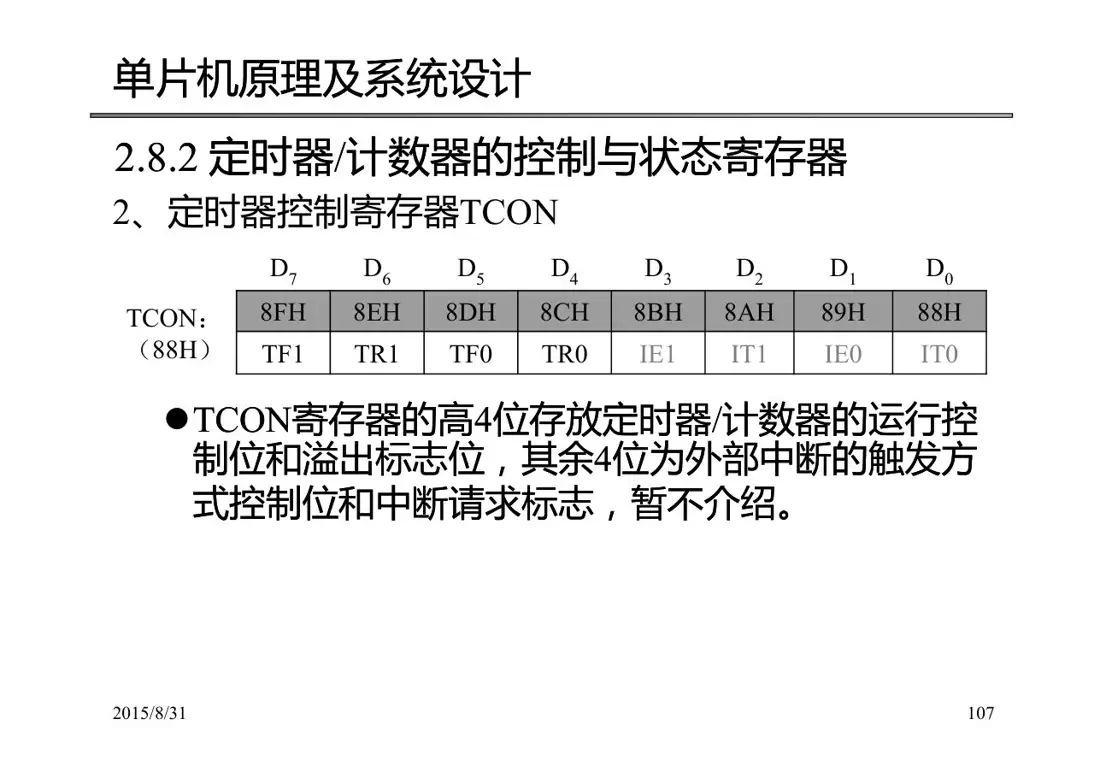 单片机原理及系统设计
2.8.2 定时器/计数器的控制与状态寄存器
2、定时器控制寄存器TCON
D7 D6 D5 D4 D3 D2 D1 D0
TCON： 8FH 8EH 8DH 8CH 8BH 8AH 89H 88H
（88H） TF1 TR1 TF0 TR0 IE1 IT1 IE0 IT0
●TCON寄存器的高4位存放定时器/计数器的运行控
制位和溢出标志位，其余4位为外部中断的触发方
式控制位和中断请求标志，暂不介绍。
2015/8/31 107